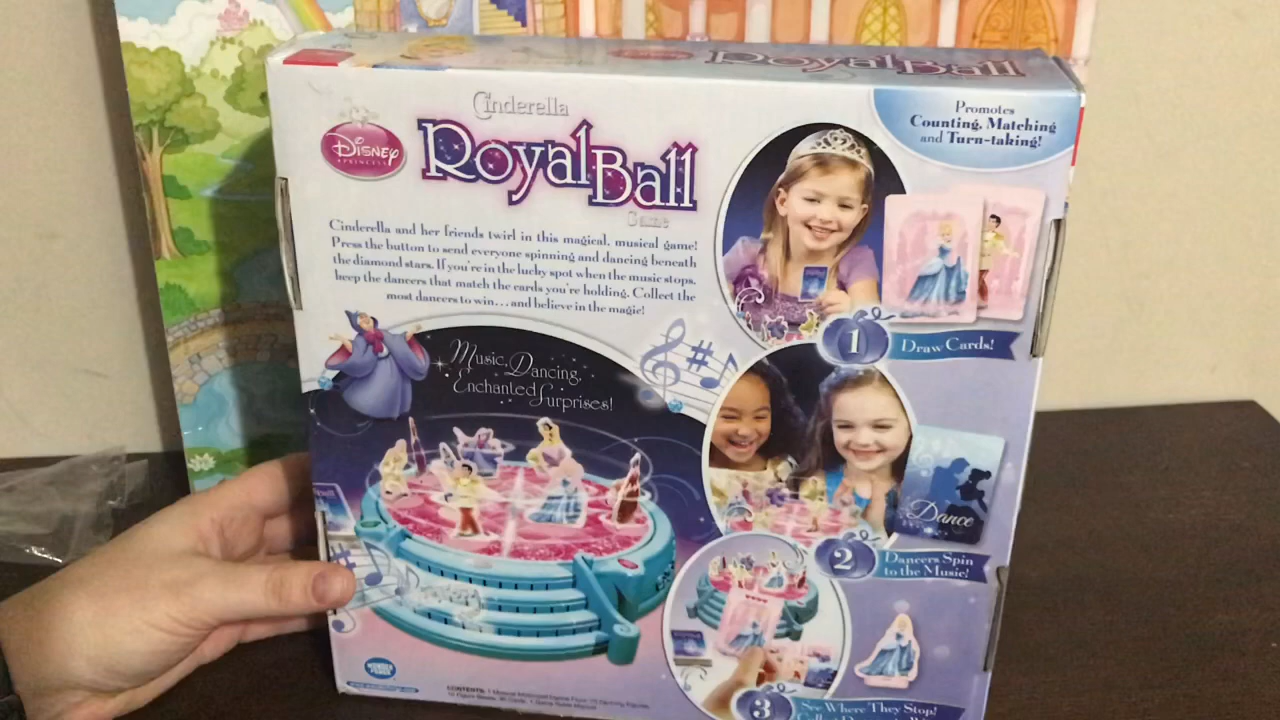 RoyalBall
Cinderella
DISNEY
PRINCESS
RoyalBall
Game
Promotes
Counting, Matching
and Turn-taking!
Cinderella and her friends twirl in this magical, musical game!
Press the button to send everyone spinning and dancing beneath
the diamond stars. If you're in the lucky spot when the music stops,
keep the dancers that match the cards you're holding. Collect the
most dancers to win...and believe in the magic!
Music, Dancing,
Enchanted Surprises!
1 Draw Cards!
Dance
2 Dancers Spin
to the Music!
3 See Where They Stop!
WONDER
FORGE